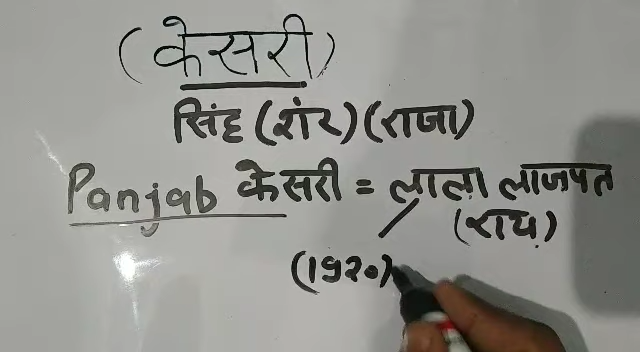 (केसरी)
सिंह (शेर) (राजा)
Panjab केसरी = लाला लाजपत
(राय)
(1920)